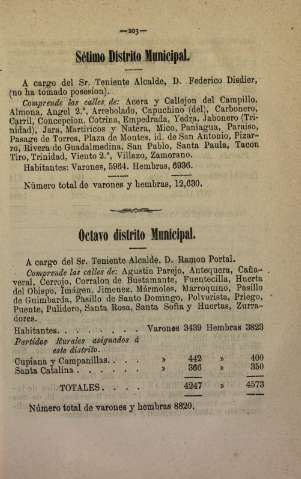 —203—
Sétimo Distrito Municipal.
A cargo del Sr. Teniente Alcalde, D. Federico Disdier,
(no ha tomado posesion).
Comprende las calles de: Acera y Callejon del Campillo,
Almona, Angel 2.º, Arrebolado, Capuchino (del), Carbonero,
Carril, Concepcion, Cotrina, Empedrada, Yedra, Jabonero (Tri-
nidad), Jara, Martiricos y Natera, Mico, Paniagua, Paraiso,
Pasage de Torres, Plaza de Montes, id. de San Antonio, Pizar-
ro, Rivera de Guadalmedina, San Pablo, Santa Paula, Tacon
Tiro, Trinidad, Viento 2.º, Villazo, Zamorano.
Habitantes: Varones, 5964. Hembras, 6936.
Número total de varones y hembras, 12,630.
Octavo distrito Municipal.
A cargo del Sr. Teniente Alcalde, D. Ramon Portal.
Comprende las calles de: Agustin Parejo, Antequera, Caña-
veral, Cerrojo, Corralon de Bustamante, Fuentecilla, Huerta
del Obispo, Imágen, Jimenez, Mármoles, Marroquino, Pasillo
de Guimbarda, Pasillo de Santo Domingo, Polvorista, Priego,
Puente, Pulidero, Santa Rosa, Santa Sofía y Huertas, Zurra-
dores.
Habitantes. . . . . . . . . Varones 3439 Hembras 3823
Partidos Rurales asignados á
este distrito.
Cupiana y Campanillas. . . . » 442 » 400
Santa Catalina . . . . . . » 366 » 350
TOTALES. . . . . 4247 » 4573
Número total de varones y hembras 8820.